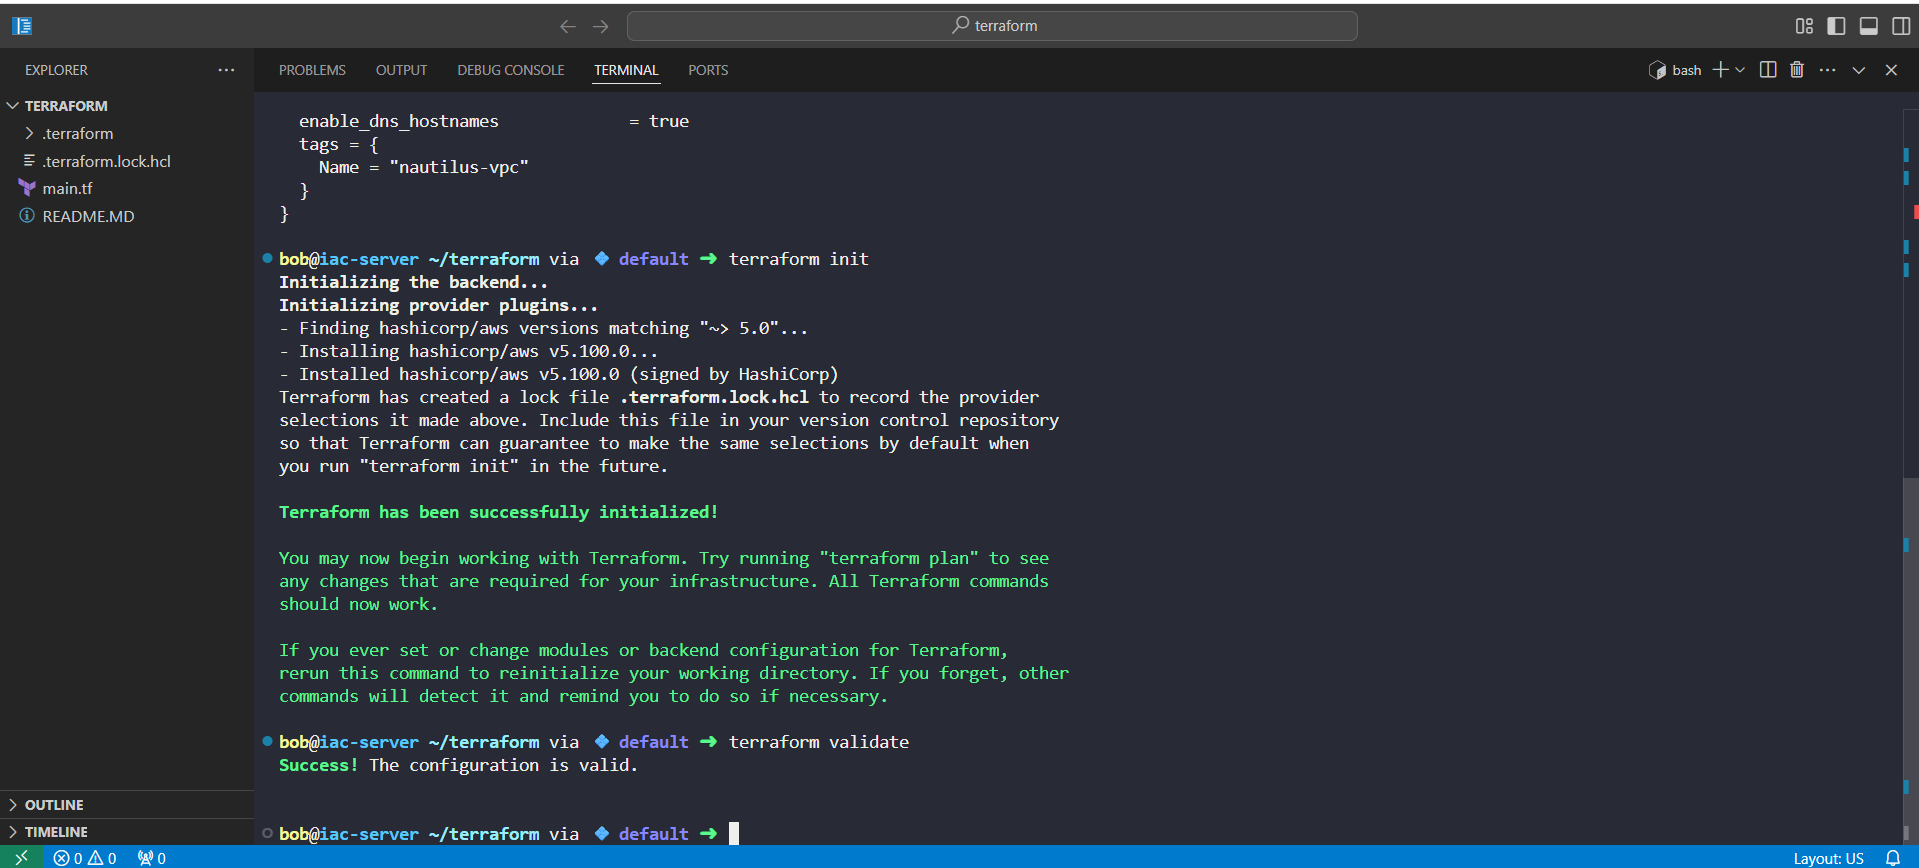 terraform
EXPLORER
PROBLEMS OUTPUT DEBUG CONSOLE TERMINAL PORTS
bash
TERRAFORM
.terraform
.terraform.lock.hcl
main.tf
README.MD
enable_dns_hostnames             = true
tags = {
Name = "nautilus-vpc"
}
}
bob@iac-server ~/terraform via default ➜ terraform init
Initializing the backend...
Initializing provider plugins...
- Finding hashicorp/aws versions matching "~> 5.0"...
- Installing hashicorp/aws v5.100.0...
- Installed hashicorp/aws v5.100.0 (signed by HashiCorp)
Terraform has created a lock file .terraform.lock.hcl to record the provider
selections it made above. Include this file in your version control repository
so that Terraform can guarantee to make the same selections by default when
you run "terraform init" in the future.
Terraform has been successfully initialized!
You may now begin working with Terraform. Try running "terraform plan" to see
any changes that are required for your infrastructure. All Terraform commands
should now work.
If you ever set or change modules or backend configuration for Terraform,
rerun this command to reinitialize your working directory. If you forget, other
commands will detect it and remind you to do so if necessary.
bob@iac-server ~/terraform via default ➜ terraform validate
Success! The configuration is valid.
bob@iac-server ~/terraform via default ➜
OUTLINE
TIMELINE
0 0 0
Layout: US